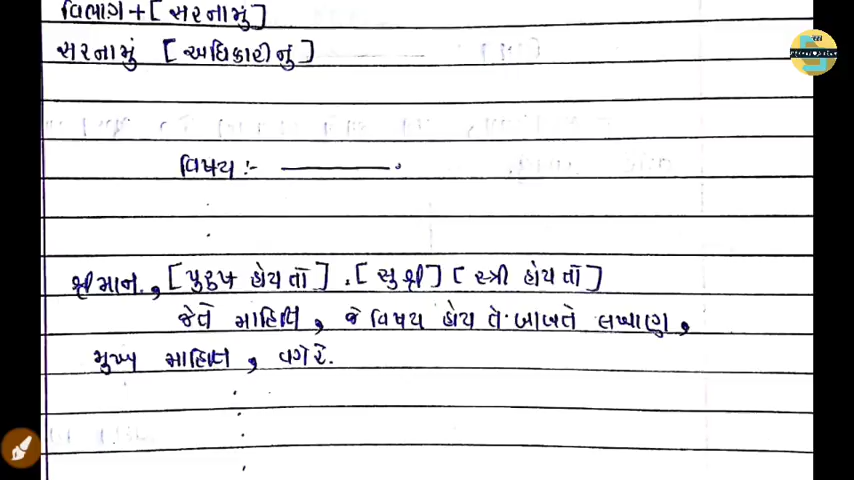 વિભાગ + [સરનામું]
સરનામું [અધિકારીનું]
વિષય :- ________.
શ્રીમાન, [પુરુષ હોય તો]. [સુશ્રી] [સ્ત્રી હોય તો]
જેતે માહિતિ, જે વિષય હોય તે બાબતે લખાણ,
મુખ્ય માહિતિ, વગેરે.